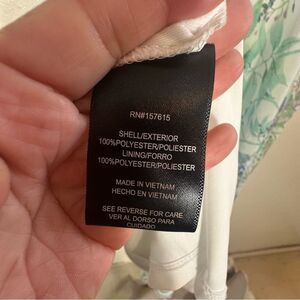 RN#157615
SHELL/EXTERIOR
100%POLYESTER/POLIESTER
LINING/FORRO
100%POLYESTER/POLIESTER
MADE IN VIETNAM
HECHO EN VIETNAM
SEE REVERSE FOR CARE
VER AL DORSO PARA
CUIDADO